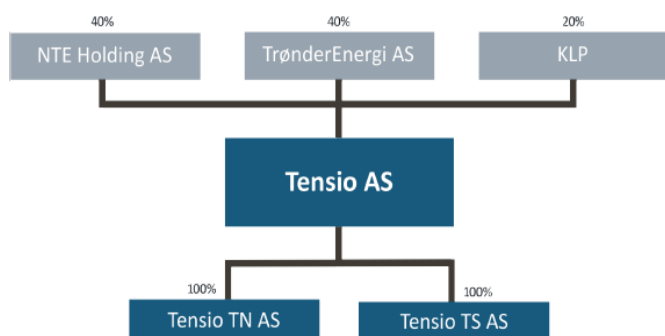 40%
40%
20%
NTE Holding AS
TrønderEnergi AS
KLP
Tensio AS
100%
100%
Tensio TN AS
Tensio TS AS